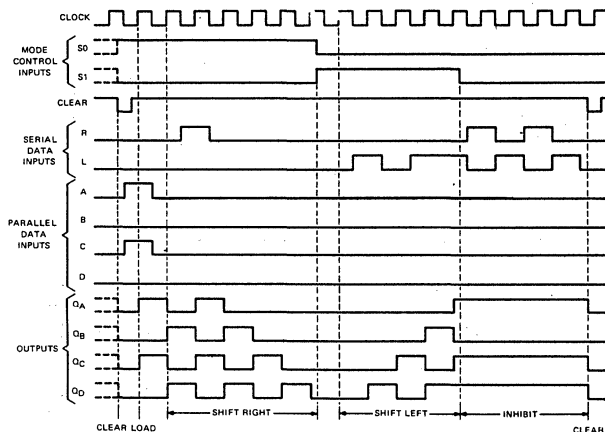 CLOCK
MODE
CONTROL
INPUTS
S0
S1
CLEAR
SERIAL
DATA
INPUTS
R
L
PARALLEL
DATA
INPUTS
A
B
C
D
OUTPUTS
QA
QB
QC
QD
SHIFT RIGHT
SHIFT LEFT
INHIBIT
CLEAR LOAD
CLEAR